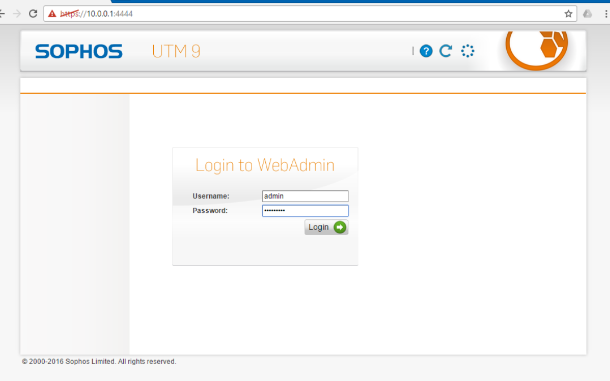 https://10.0.0.1:4444
SOPHOS UTM 9
Login to WebAdmin
Username: admin
Password: ••••••••
Login
© 2000-2016 Sophos Limited. All rights reserved.